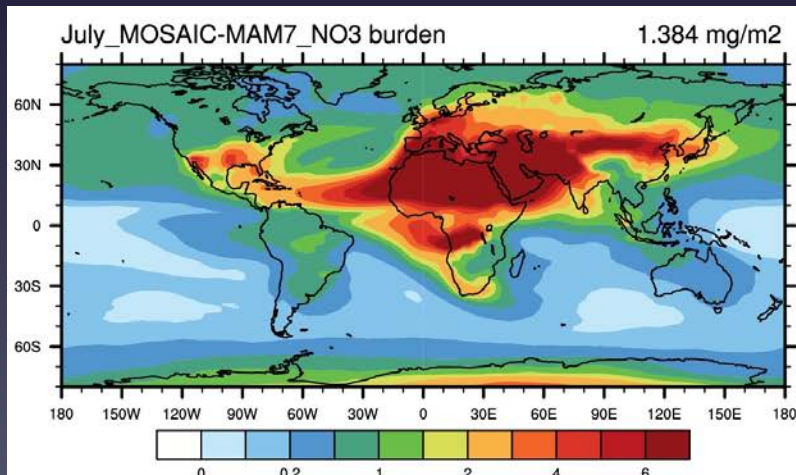 July_MOSAIC-MAM7_NO3 burden 1.384 mg/m2
60N
30N
0
30S
60S
180 150W 120W 90W 60W 30W 0 30E 60E 90E 120E 150E 180
0 0.2 1 2 4 6